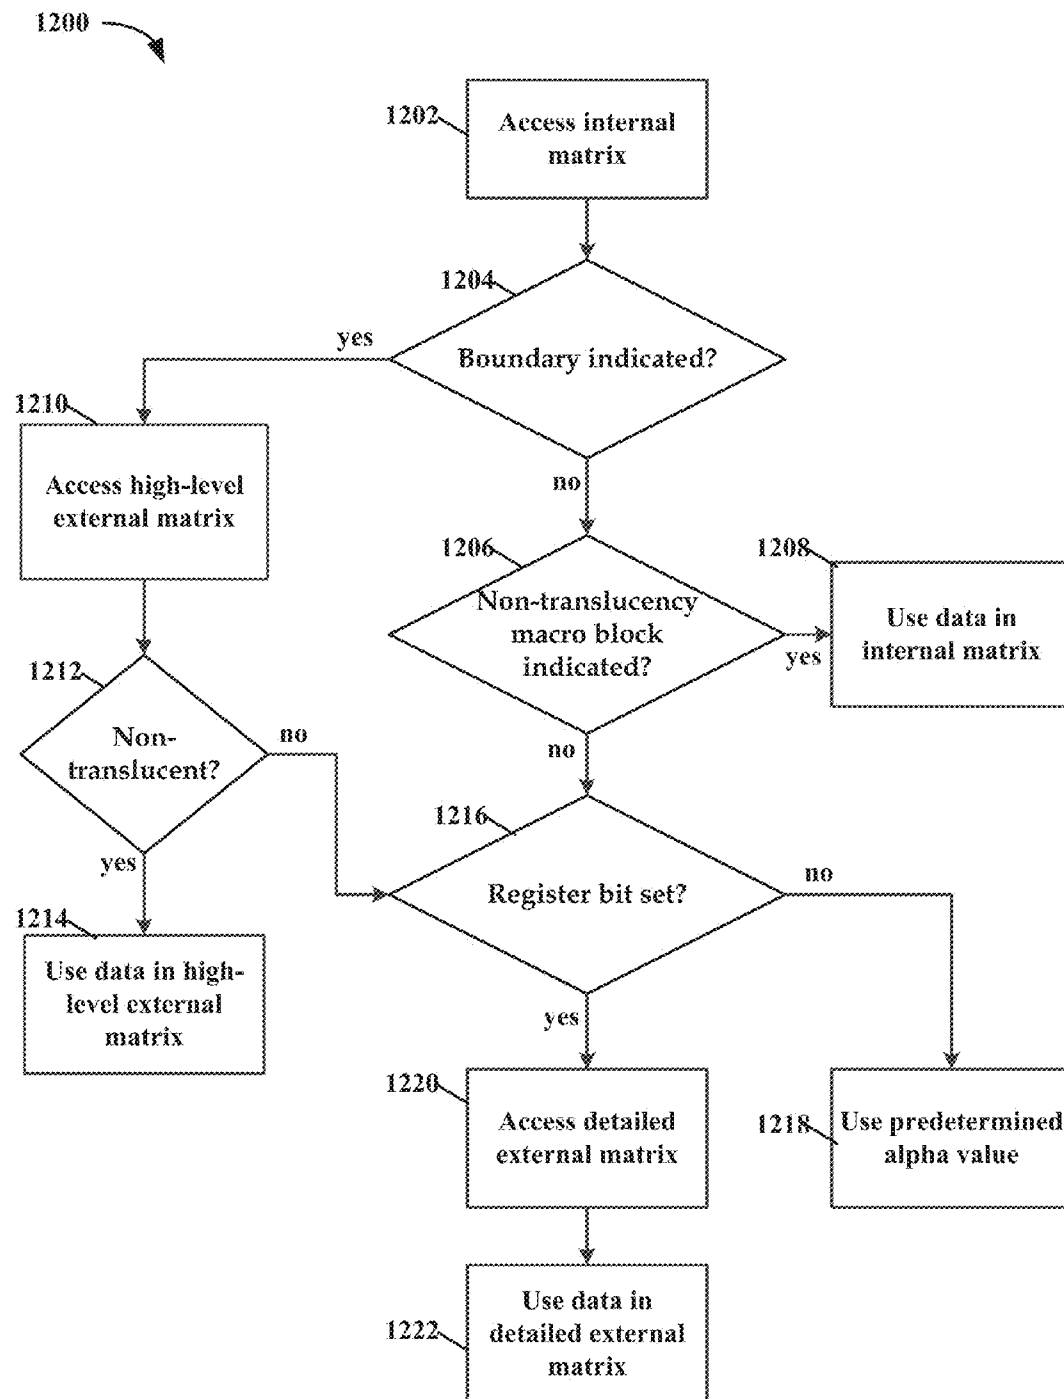 1200
1202
Access internal
matrix
1204
Boundary indicated?
yes
no
1210
Access high-level
external matrix
1206
Non-translucency
macro block
indicated?
yes
no
1208
Use data in
internal matrix
1212
Non-
translucent?
no
yes
1214
Use data in high-
level external
matrix
1216
Register bit set?
no
yes
1220
Access detailed
external matrix
1218
Use predetermined
alpha value
1222
Use data in
detailed external
matrix